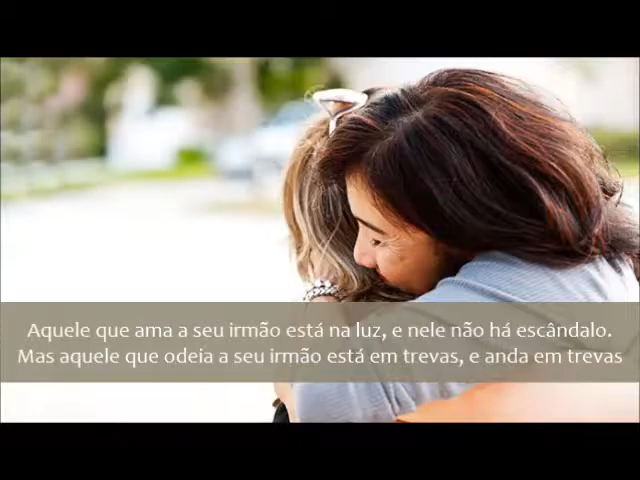 Aquele que ama a seu irmão está na luz, e nele não há escândalo.
Mas aquele que odeia a seu irmão está em trevas, e anda em trevas